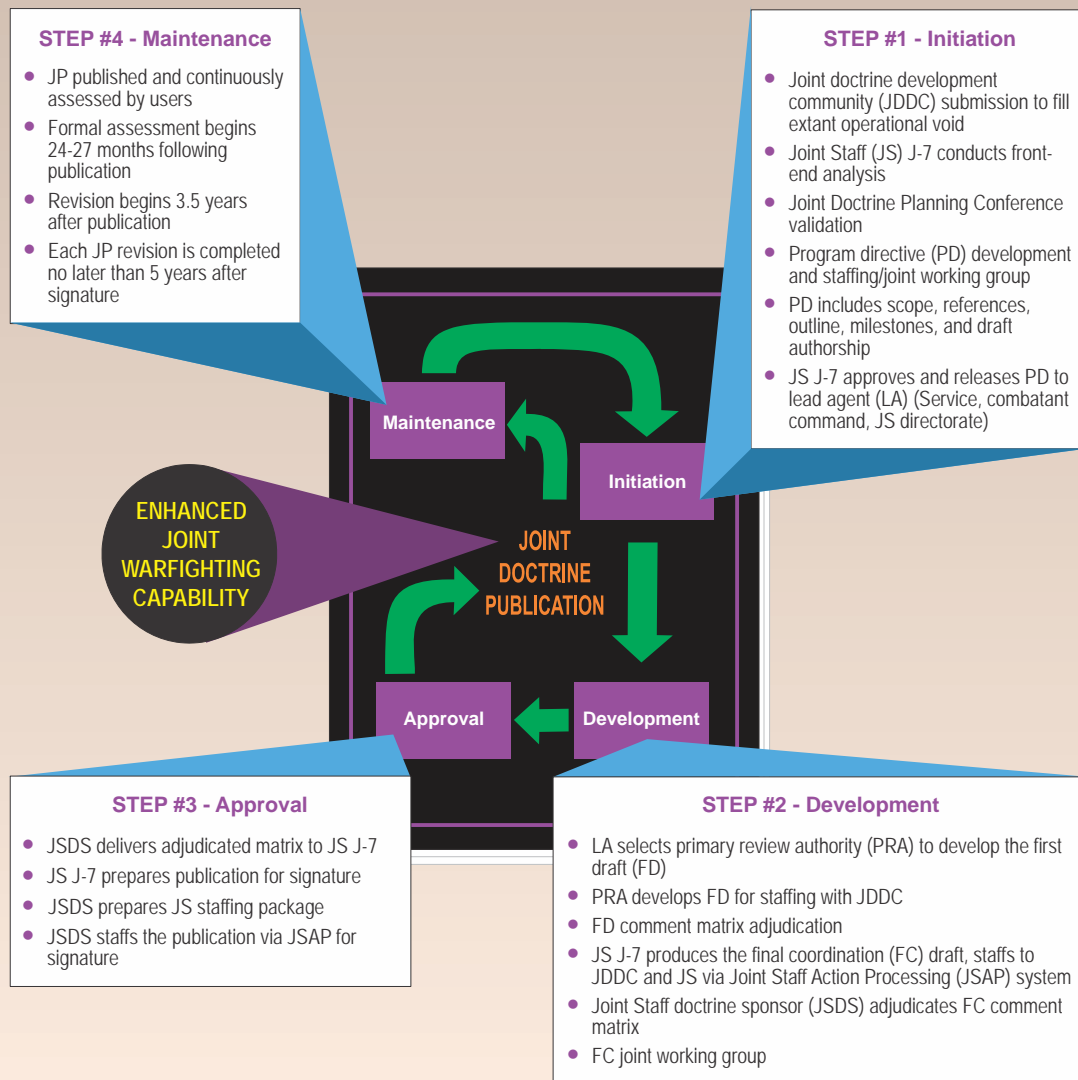 STEP #4 - Maintenance
• JP published and continuously
assessed by users
• Formal assessment begins
24-27 months following
publication
• Revision begins 3.5 years
after publication
• Each JP revision is completed
no later than 5 years after
signature
STEP #1 - Initiation
• Joint doctrine development
community (JDDC) submission to fill
extant operational void
• Joint Staff (JS) J-7 conducts front-
end analysis
• Joint Doctrine Planning Conference
validation
• Program directive (PD) development
and staffing/joint working group
• PD includes scope, references,
outline, milestones, and draft
authorship
• JS J-7 approves and releases PD to
lead agent (LA) (Service, combatant
command, JS directorate)
Maintenance
Initiation
ENHANCED
JOINT
WARFIGHTING
CAPABILITY
JOINT
DOCTRINE
PUBLICATION
Approval
Development
STEP #3 - Approval
• JSDS delivers adjudicated matrix to JS J-7
• JS J-7 prepares publication for signature
• JSDS prepares JS staffing package
• JSDS staffs the publication via JSAP for
signature
STEP #2 - Development
• LA selects primary review authority (PRA) to develop the first
draft (FD)
• PRA develops FD for staffing with JDDC
• FD comment matrix adjudication
• JS J-7 produces the final coordination (FC) draft, staffs to
JDDC and JS via Joint Staff Action Processing (JSAP) system
• Joint Staff doctrine sponsor (JSDS) adjudicates FC comment
matrix
• FC joint working group